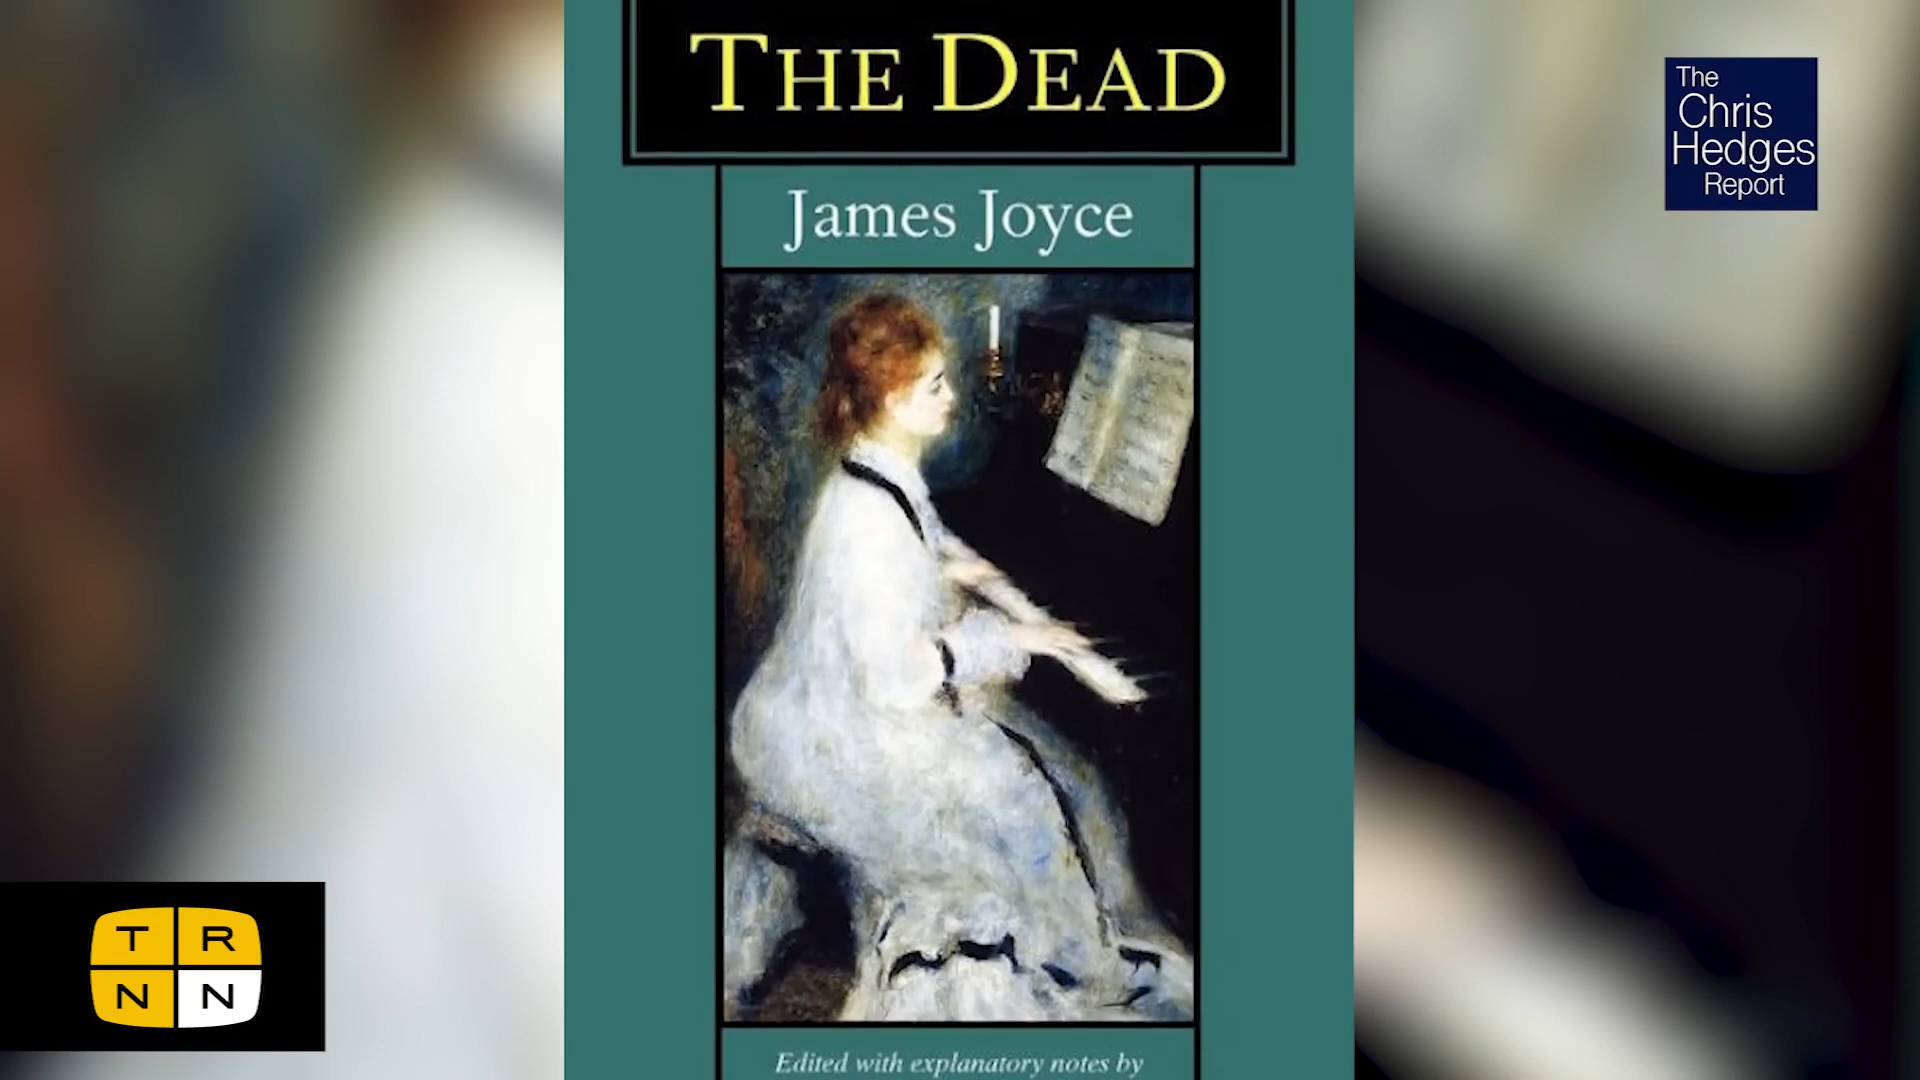 THE DEAD
James Joyce
Edited with explanatory notes by
The
Chris
Hedges
Report
T R
N N